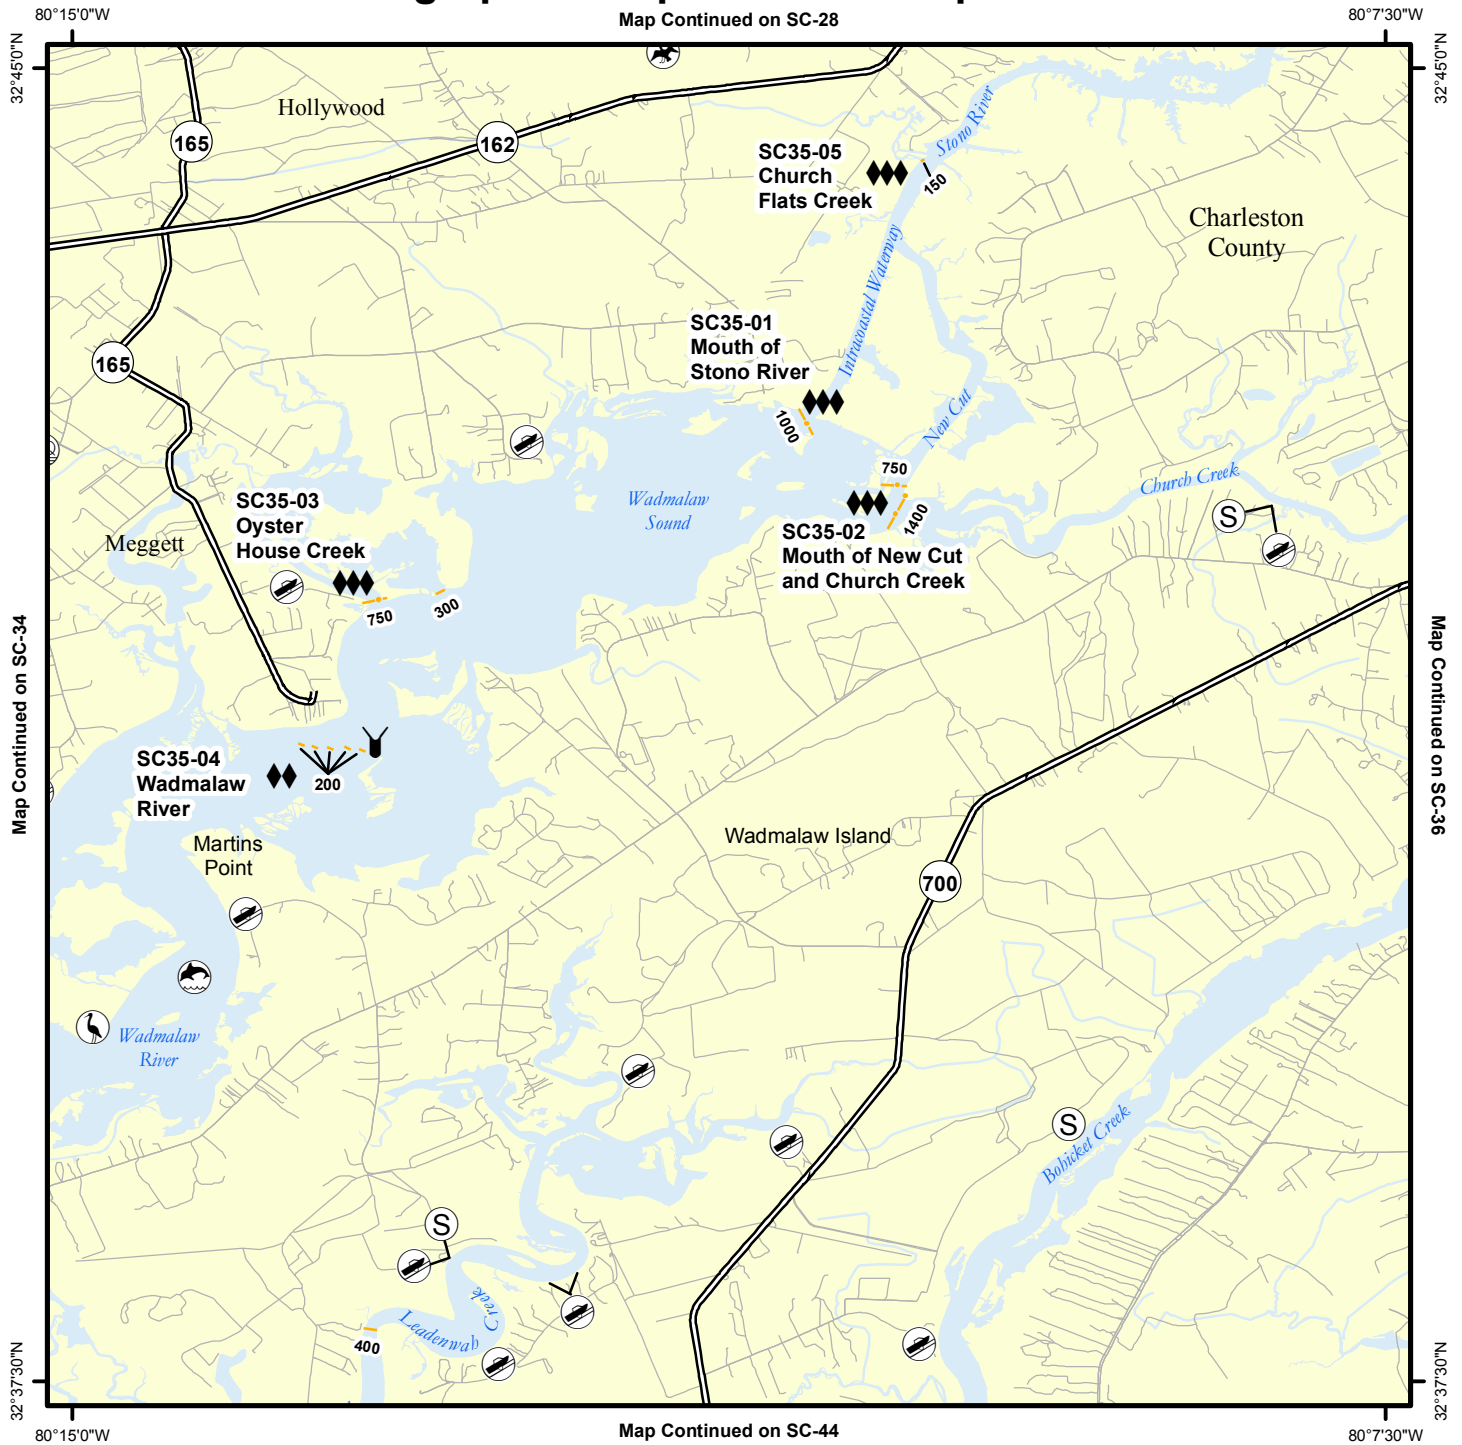 80°15'0"W
Map Continued on SC-28
80°7'30"W
32°45'0"N
32°45'0"N
Hollywood
165
162
Stono River
SC35-05
Church
Flats Creek
150
Charleston
County
Intracoastal Waterway
SC35-01
Mouth of
Stono River
165
1000
New Cut
750
Church Creek
SC35-03
Oyster
House Creek
Wadmalaw
Sound
1400
S
SC35-02
Mouth of New Cut
and Church Creek
Meggett
750
300
Map Continued on SC-34
Map Continued on SC-36
SC35-04
Wadmalaw
River
200
Martins
Point
Wadmalaw Island
700
Wadmalaw
River
S
Bohicket Creek
S
Leadenwah
Creek
400
32°37'30"N
32°37'30"N
80°15'0"W
Map Continued on SC-44
80°7'30"W